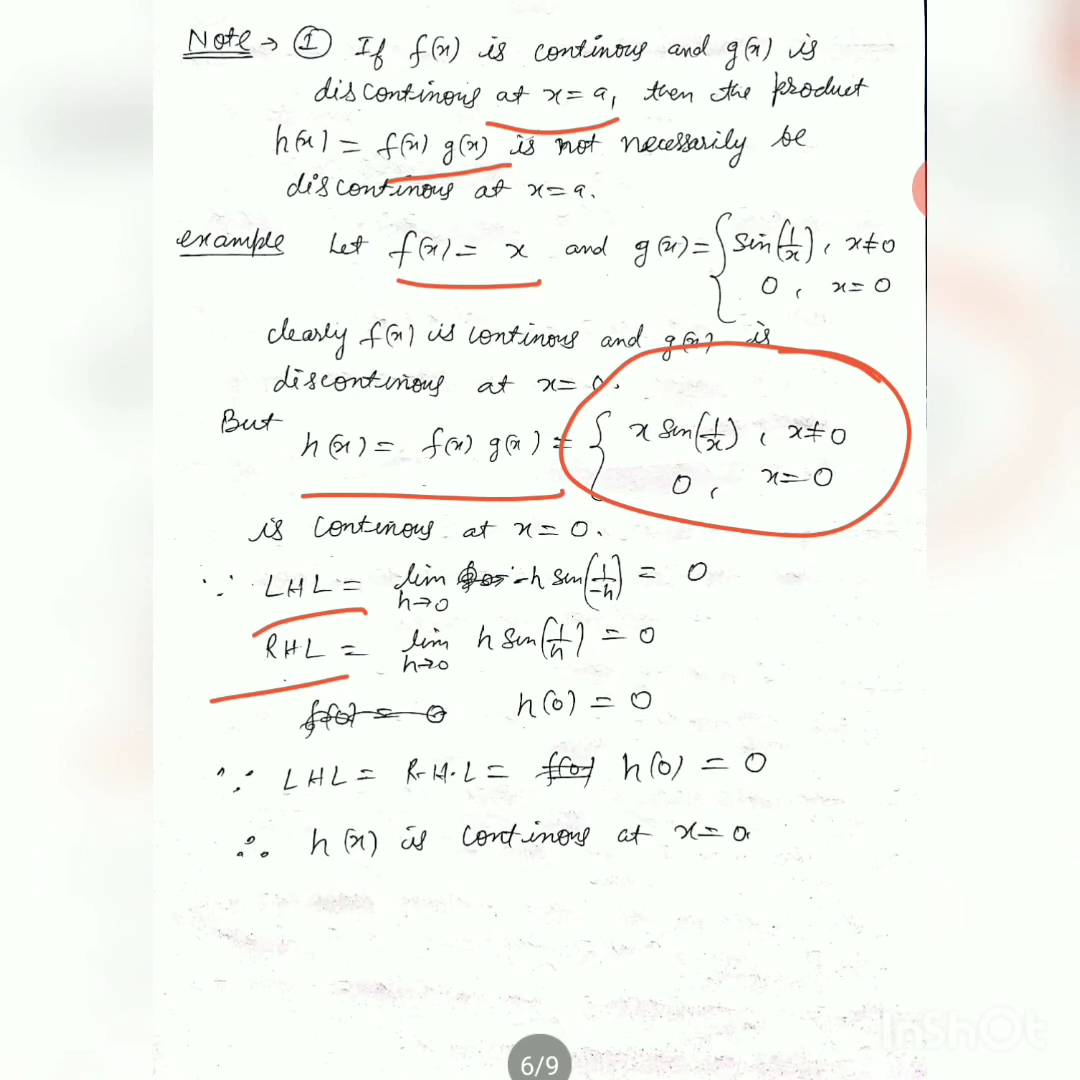 Note → ① If f(x) is continous and g(x) is
discontinous at x = a, then the product
h(x) = f(x) g(x) is not necessarily be
discontinous at x = a.
example Let f(x) = x and g(x) = { sin(1/x), x≠0
0, x = 0
clearly f(x) is continous and g(x) is
discontinous at x = 0.
But
h(x) = f(x) g(x) = { x sin(1/x), x≠0
0, x = 0
is continous at x = 0.
∵ LHL = lim h→0 -h sin(1/-h) = 0
RHL = lim h→0 h sin(1/h) = 0
f(0) = 0 h(0) = 0
∵ LHL = R.H.L = f(0) h(0) = 0
∴ h(x) is continous at x = 0
InShOt
6/9